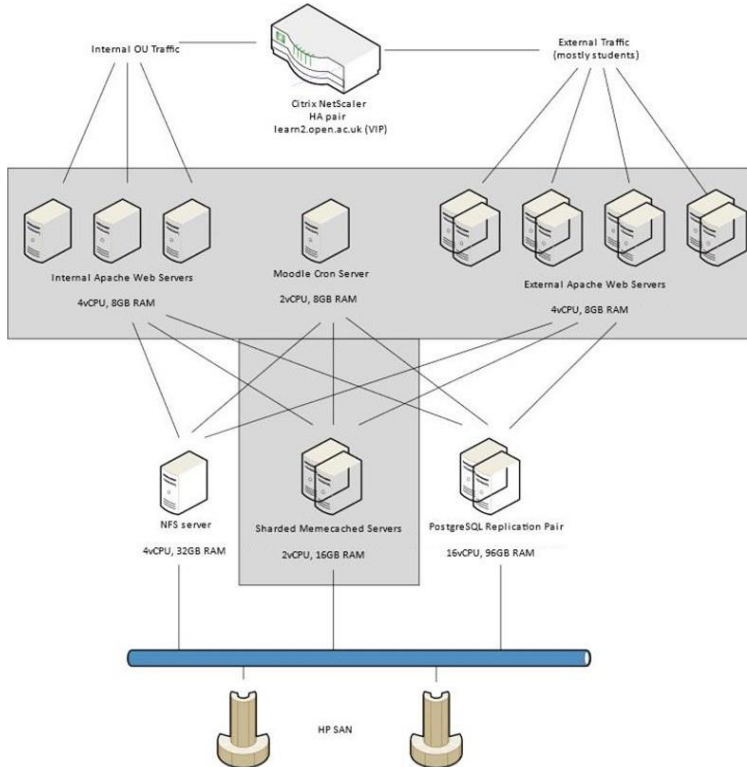 Internal OU Traffic
External Traffic
(mostly students)
Citrix NetScaler
HA pair
learn2.open.ac.uk (VIP)
Internal Apache Web Servers
4vCPU, 8GB RAM
Moodle Cron Server
2vCPU, 8GB RAM
External Apache Web Servers
4vCPU, 8GB RAM
NFS server
4vCPU, 32GB RAM
Sharded Memecached Servers
2vCPU, 16GB RAM
PostgreSQL Replication Pair
16vCPU, 96GB RAM
HP SAN